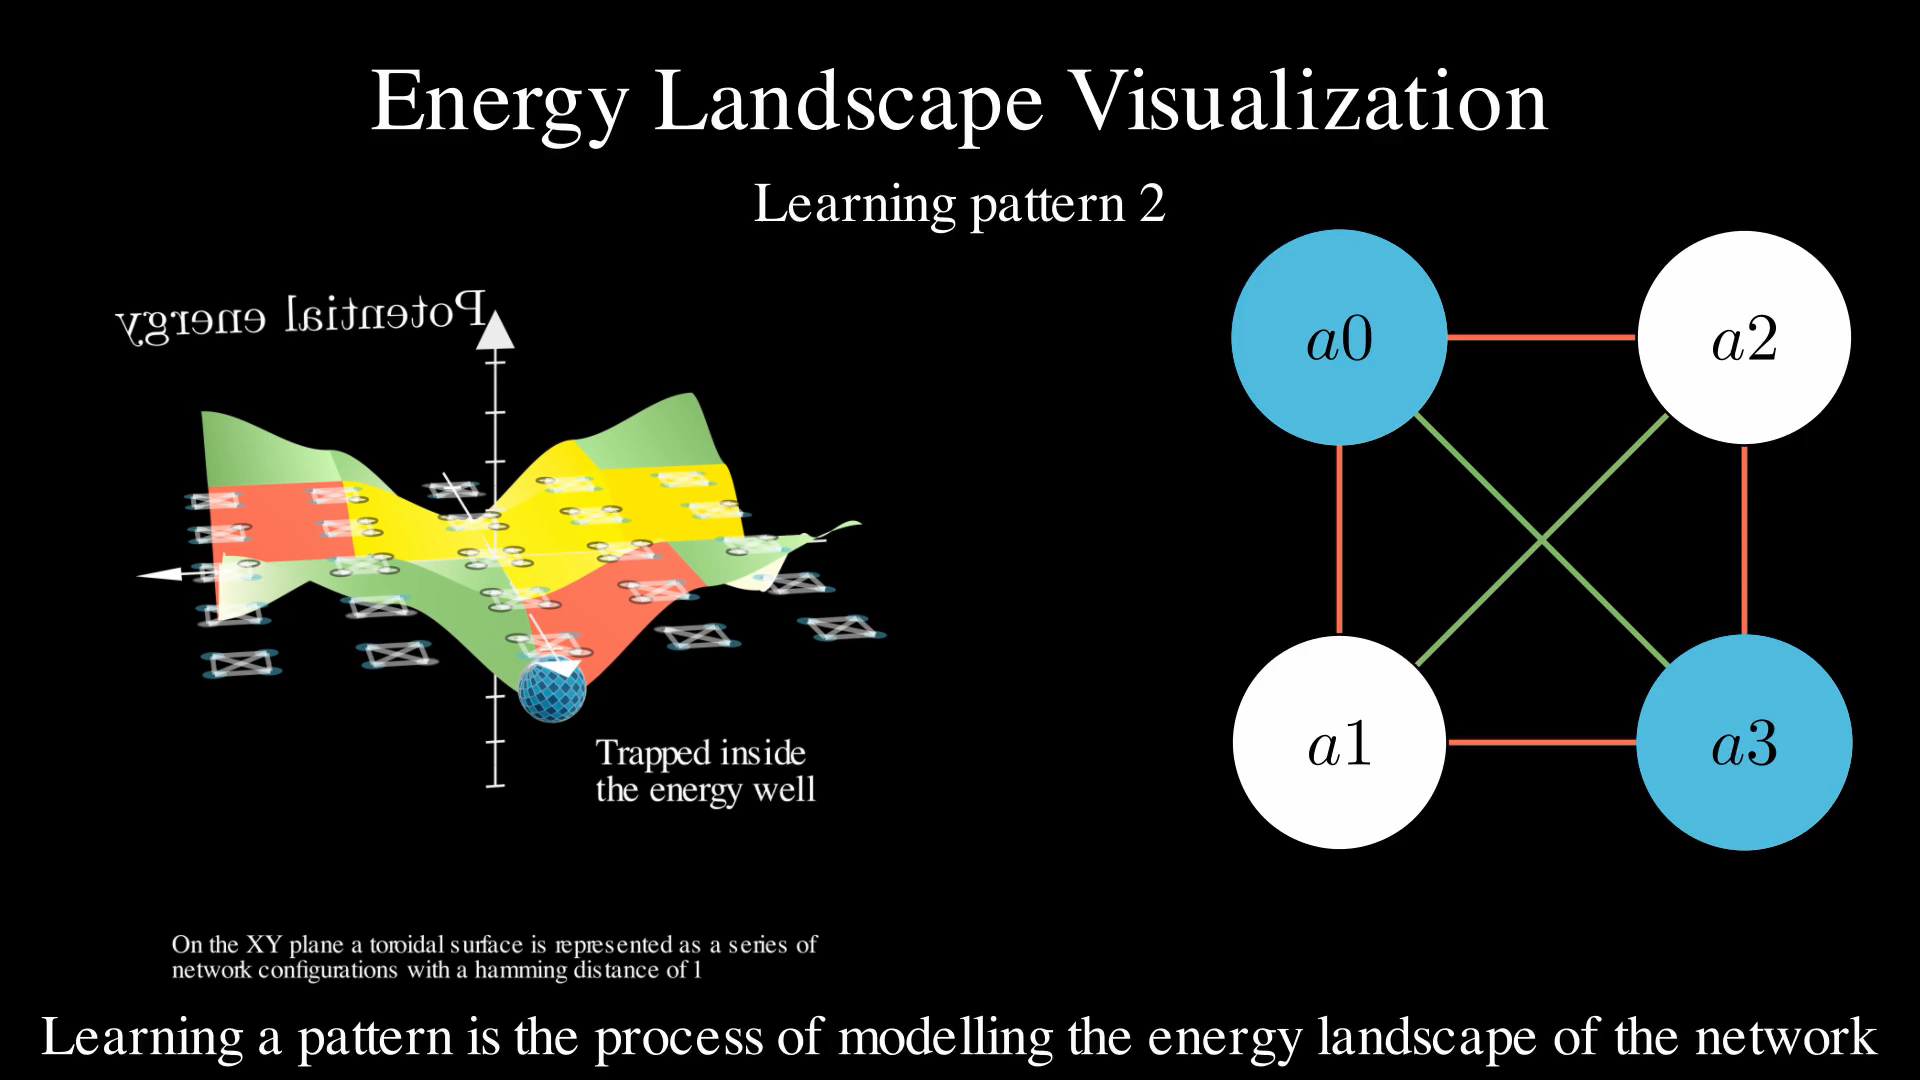 Energy Landscape Visualization
Learning pattern 2
Potential energy
a0
a2
a1
a3
Trapped inside
the energy well
On the XY plane a toroidal surface is represented as a series of
network configurations with a hamming distance of 1
Learning a pattern is the process of modelling the energy landscape of the network